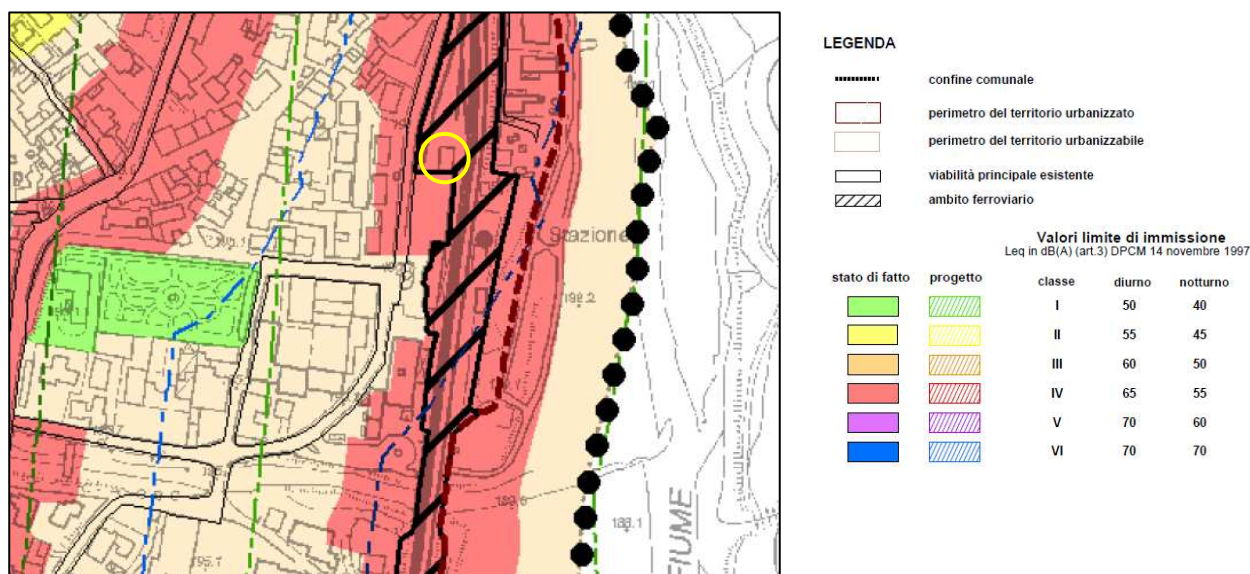 Stazione
198.2
188.1
FIUME
LEGENDA
confine comunale
perimetro del territorio urbanizzato
perimetro del territorio urbanizzabile
viabilità principale esistente
ambito ferroviario
Valori limite di immissione
Leq in dB(A) (art.3) DPCM 14 novembre 1997
stato di fatto progetto classe diurno notturno
I 50 40
II 55 45
III 60 50
IV 65 55
V 70 60
VI 70 70